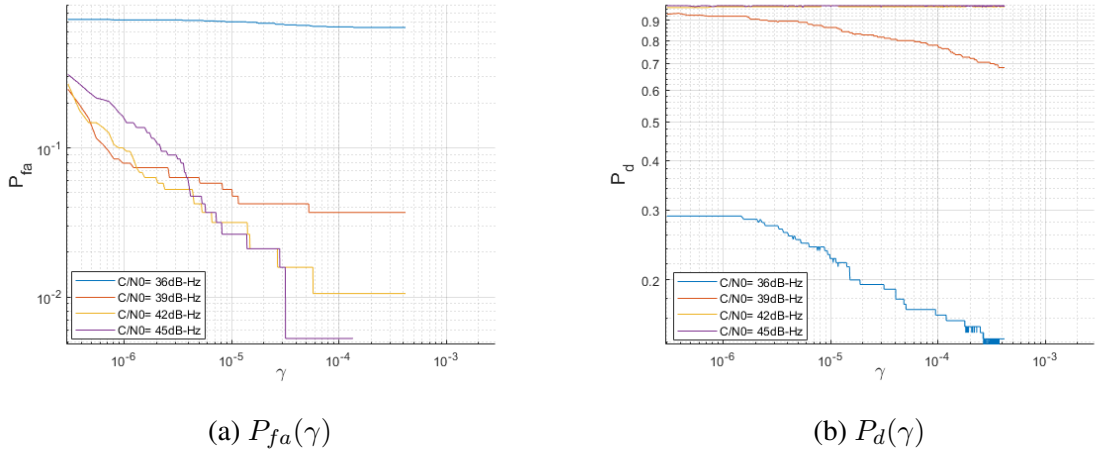 P_fa
10^-1
10^-2
C/N0= 36dB-Hz
C/N0= 39dB-Hz
C/N0= 42dB-Hz
C/N0= 45dB-Hz
10^-6 10^-5 10^-4 10^-3
γ
(a) P_fa(γ)
P_d
0.9
0.8
0.7
0.6
0.5
0.4
0.3
0.2
C/N0= 36dB-Hz
C/N0= 39dB-Hz
C/N0= 42dB-Hz
C/N0= 45dB-Hz
10^-6 10^-5 10^-4 10^-3
γ
(b) P_d(γ)